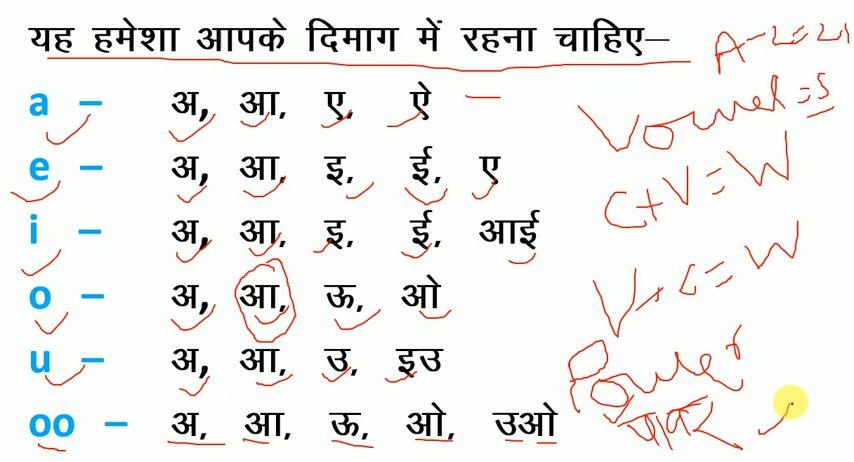 यह हमेशा आपके दिमाग में रहना चाहिए–
a – अ, आ, ए, ऐ –
e – अ, आ, इ, ई, ए
i – अ, आ, इ, ई, आई
o – अ, आ, ऊ, ओ
u – अ, आ, उ, इउ
oo – अ, आ, ऊ, ओ, उओ
Vowel = 5
C+V=W
V+C=W
Power
पावर